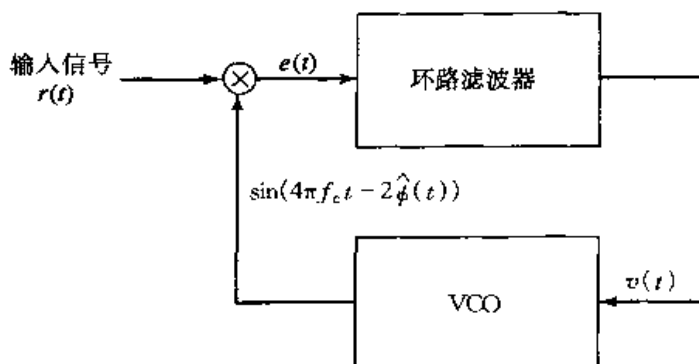 输入信号
r(t)
e(t)
环路滤波器
sin(4πf_c t − 2φ̂(t))
VCO
v(t)